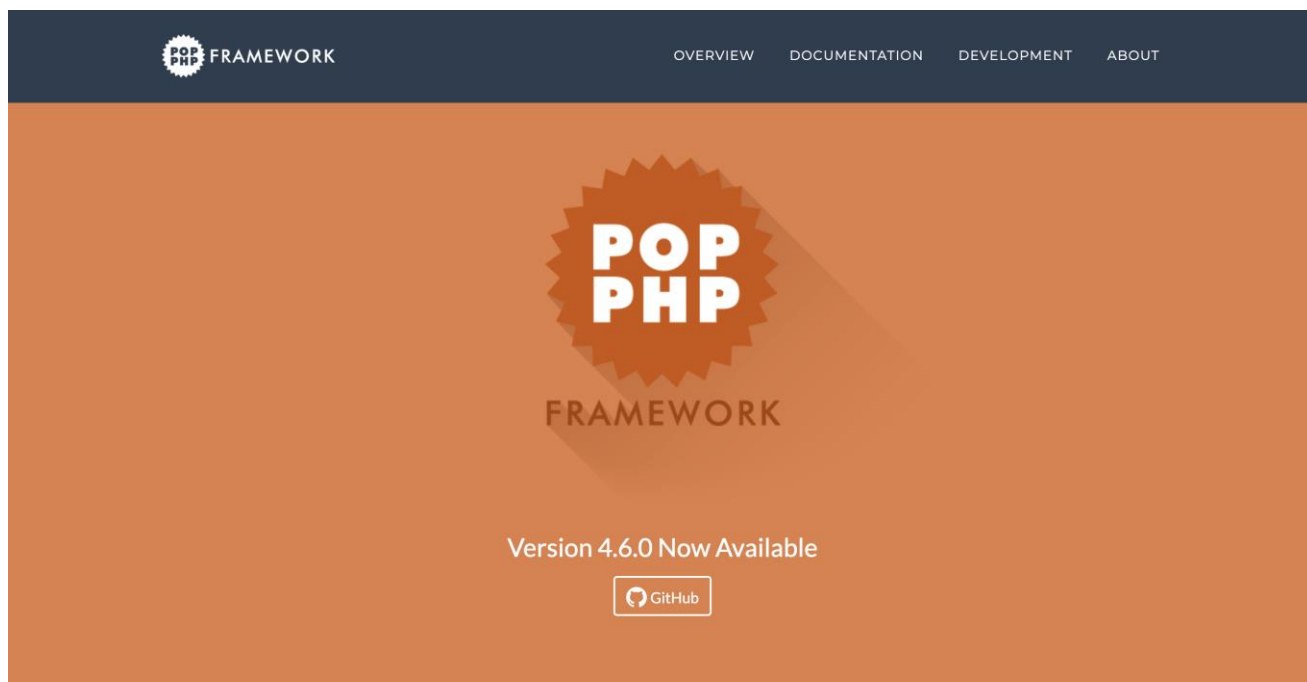 POP
PHP
FRAMEWORK
OVERVIEW DOCUMENTATION DEVELOPMENT ABOUT
POP
PHP
FRAMEWORK
Version 4.6.0 Now Available
GitHub